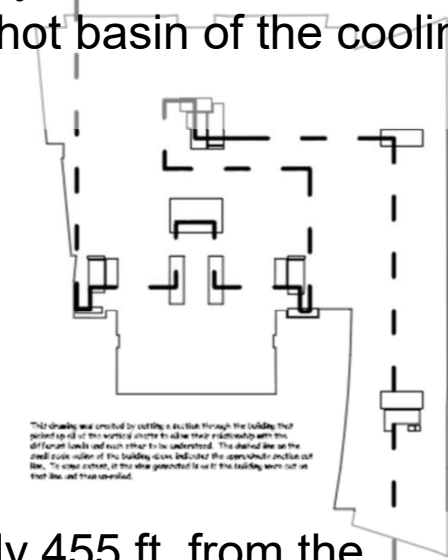 hot basin of the coolin
This drawing was created by cutting a section through the building that
picked up all of the vertical shafts to allow their relationship with the
different levels and each other to be understood. The dashed line on the
small scale outline of the building above indicates the approximate section cut
line. To some extent, it the view generated is as if the building were cut on
that line and then unrolled.
ly 455 ft. from the